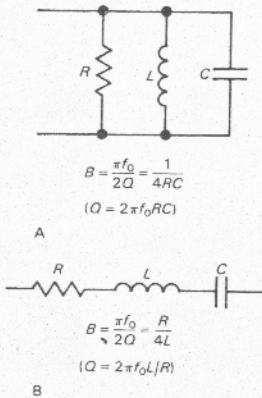 R L C
B = πf₀/2Q = 1/4RC
(Q = 2πf₀RC)
A
R L C
B = πf₀/2Q = R/4L
(Q = 2πf₀L/R)
B